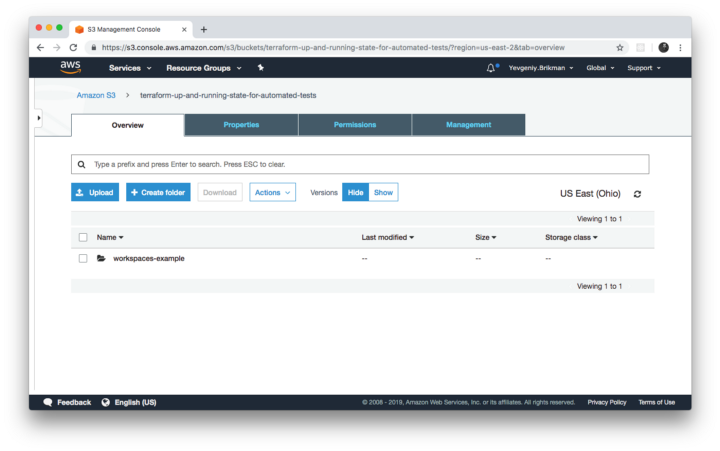 S3 Management Console
https://s3.console.aws.amazon.com/s3/buckets/terraform-up-and-running-state-for-automated-tests/?region=us-east-2&tab=overview
aws Services Resource Groups Yevgeniy.Brikman Global Support
Amazon S3 > terraform-up-and-running-state-for-automated-tests
Overview Properties Permissions Management
Type a prefix and press Enter to search. Press ESC to clear.
Upload + Create folder Download Actions Versions Hide Show US East (Ohio)
Viewing 1 to 1
Name Last modified Size Storage class
workspaces-example -- -- --
Viewing 1 to 1
Feedback English (US) © 2008 - 2019, Amazon Web Services, Inc. or its affiliates. All rights reserved. Privacy Policy Terms of Use